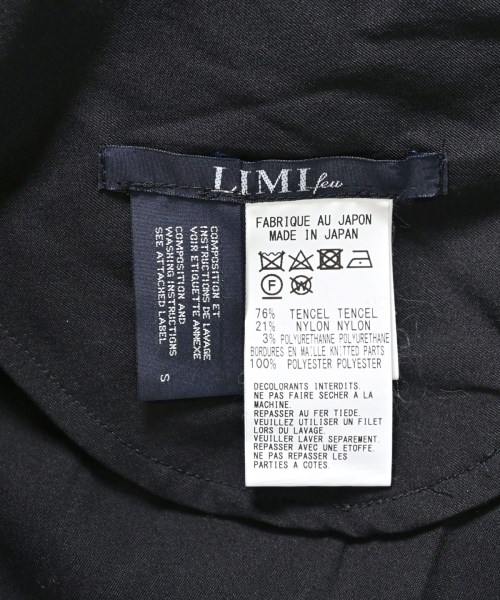 LIMI feu
COMPOSITION ET
INSTRUCTIONS DE LAVAGE
VOIR ETIQUETTE ANNEXE
COMPOSITION AND
WASHING INSTRUCTIONS
SEE ATTACHED LABEL
S
FABRIQUE AU JAPON
MADE IN JAPAN
F W
76% TENCEL TENCEL
21% NYLON NYLON
3% POLYURETHANNE POLYURETHANE
BORDURES EN MAILLE KNITTED PARTS
100% POLYESTER POLYESTER
DECOLORANTS INTERDITS.
NE PAS FAIRE SECHER A LA
MACHINE.
REPASSER AU FER TIEDE.
VEUILLEZ UTILISER UN FILET
LORS DU LAVAGE.
VEUILLER LAVER SEPAREMENT.
REPASSER AVEC UNE ETOFFE.
NE PAS REPASSER LES
PARTIES A COTES.